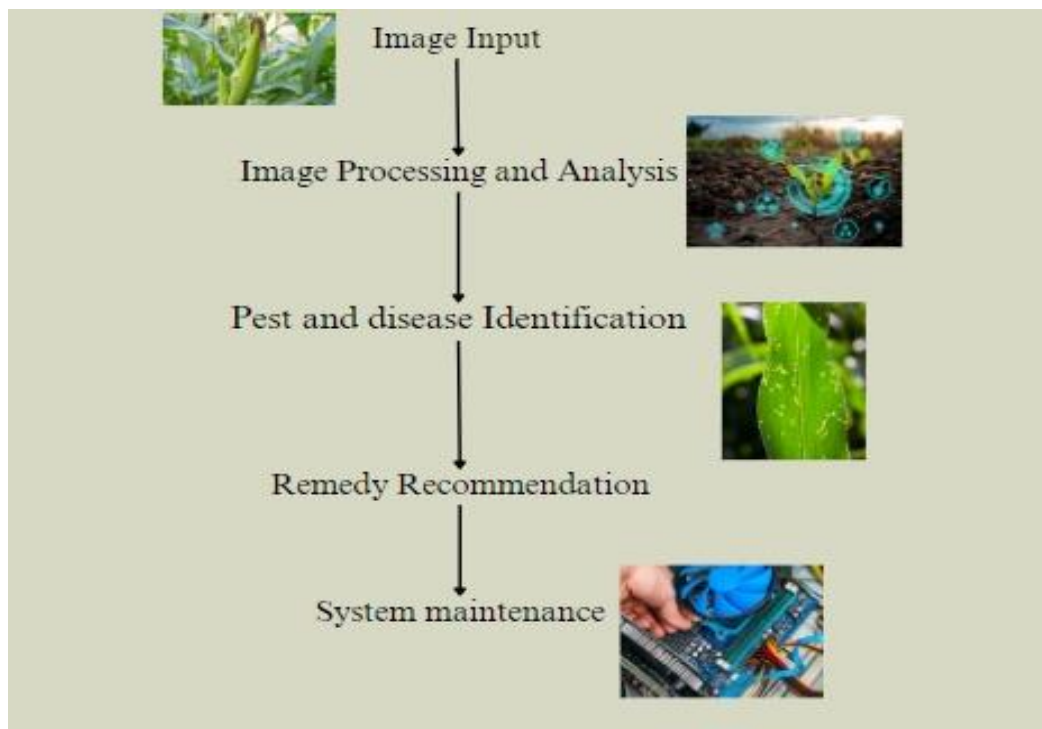 Image Input
Image Processing and Analysis
Pest and disease Identification
Remedy Recommendation
System maintenance